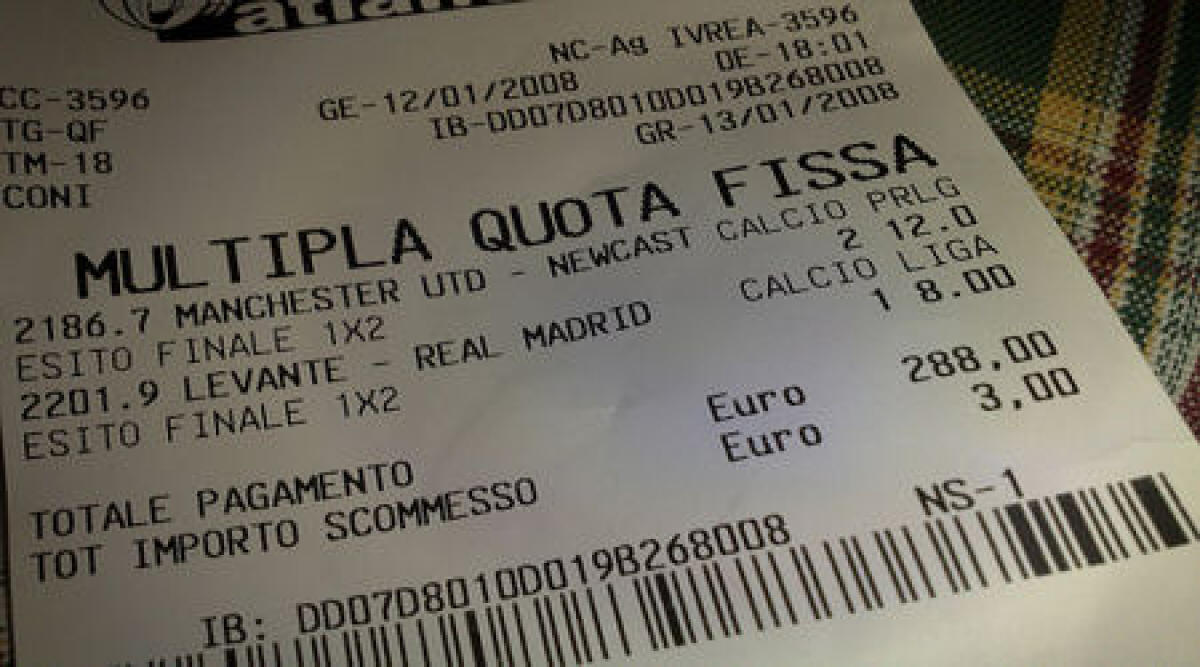 NC-Ag IVREA-3596
CC-3596 GE-12/01/2008 OE-18:01
TG-QF IB-DD07D8010D019B268008
TM-18 GR-13/01/2008
CONI
MULTIPLA QUOTA FISSA
2186.7 MANCHESTER UTD - NEWCAST CALCIO PRLG
ESITO FINALE 1X2 2 12.0
2201.9 LEVANTE - REAL MADRID CALCIO LIGA
ESITO FINALE 1X2 1 8.00
TOTALE PAGAMENTO Euro 288,00
TOT IMPORTO SCOMMESSO Euro 3,00
NS-1
IB: DD07D8010D019B268008